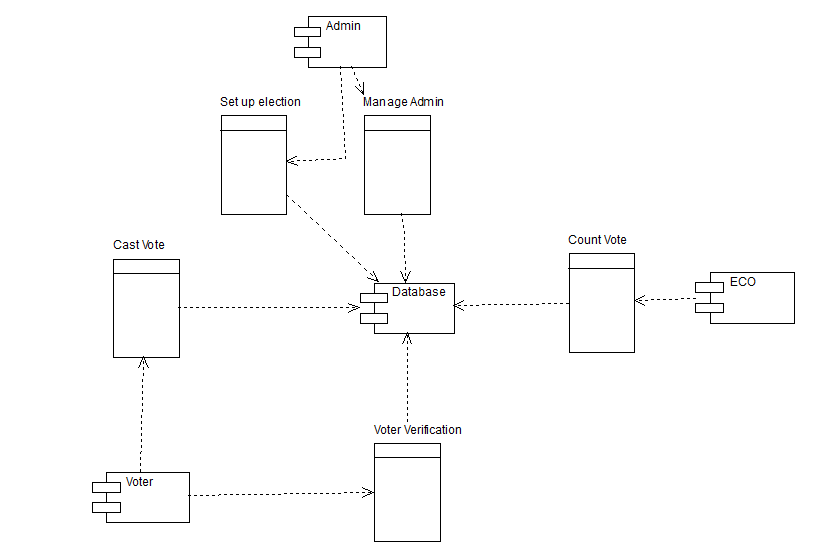 Admin
Set up election
Manage Admin
Cast Vote
Count Vote
Database
ECO
Voter Verification
Voter